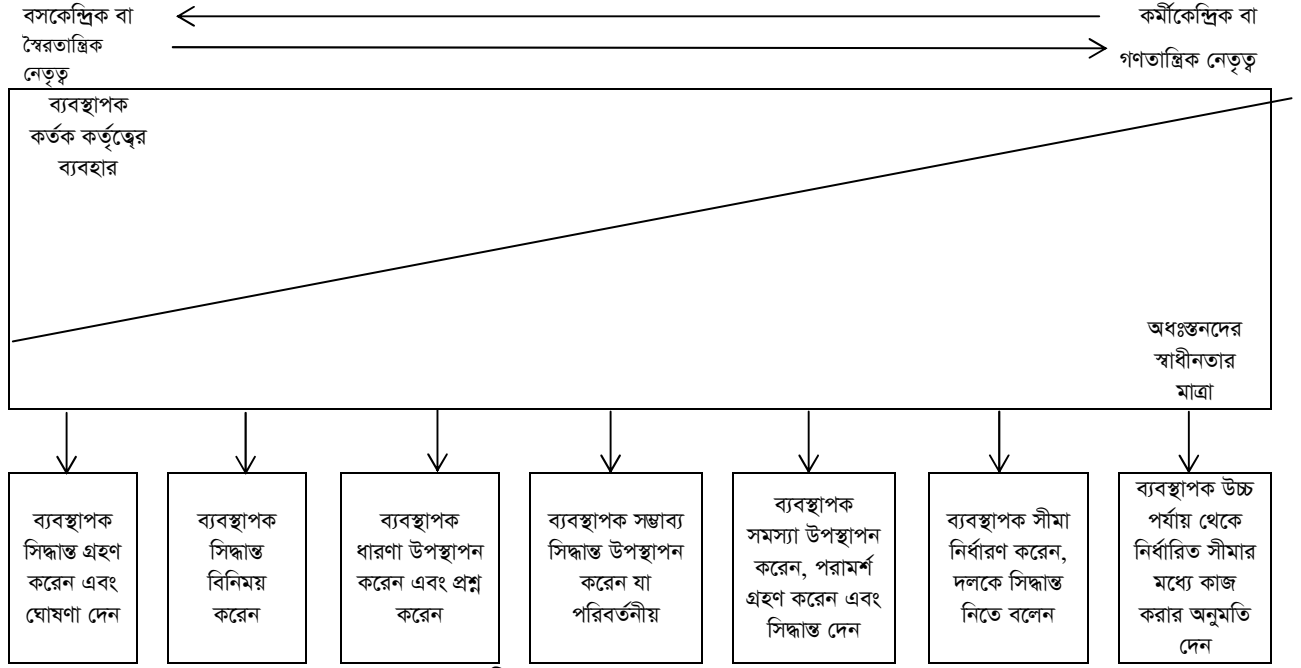 বসকেন্দ্রিক বা
স্বৈরতান্ত্রিক
নেতৃত্ব
কর্মীকেন্দ্রিক বা
গণতান্ত্রিক নেতৃত্ব
ব্যবস্থাপক
কর্তক কর্তৃত্বের
ব্যবহার
অধঃস্তনদের
স্বাধীনতার
মাত্রা
ব্যবস্থাপক
সিদ্ধান্ত গ্রহণ
করেন এবং
ঘোষণা দেন
ব্যবস্থাপক
সিদ্ধান্ত
বিনিময়
করেন
ব্যবস্থাপক
ধারণা উপস্থাপন
করেন এবং প্রশ্ন
করেন
ব্যবস্থাপক সম্ভাব্য
সিদ্ধান্ত উপস্থাপন
করেন যা
পরিবর্তনীয়
ব্যবস্থাপক
সমস্যা উপস্থাপন
করেন, পরামর্শ
গ্রহণ করেন এবং
সিদ্ধান্ত দেন
ব্যবস্থাপক সীমা
নির্ধারণ করেন,
দলকে সিদ্ধান্ত
নিতে বলেন
ব্যবস্থাপক উচ্চ
পর্যায় থেকে
নির্ধারিত সীমার
মধ্যে কাজ
করার অনুমতি
দেন